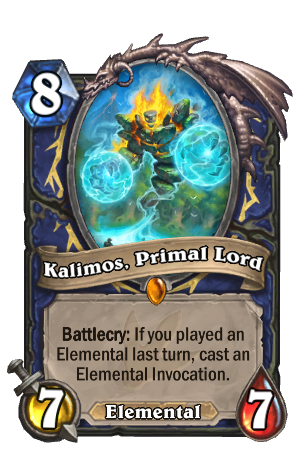 8
Kalimos, Primal Lord
Battlecry: If you played an
Elemental last turn, cast an
Elemental Invocation.
7
Elemental
7